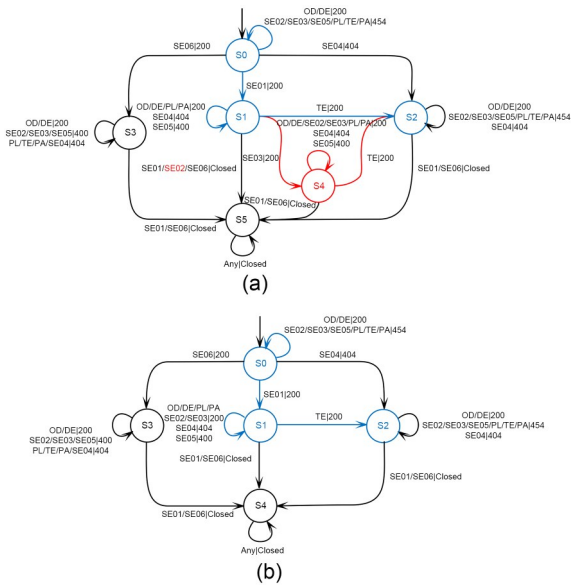 OD/DE|200
SE02/SE03/SE05/PL/TE/PA|454
SE06|200
S0
SE04|404
SE01|200
OD/DE|200
SE02/SE03/SE05|400
PL/TE/PA/SE04|404
S3
OD/DE/PL/PA|200
SE04|404
SE05|400
S1
TE|200
OD/DE/SE02/SE03/PL/PA|200
SE04|404
SE05|400
S2
OD/DE|200
SE02/SE03/SE05/PL/TE/PA|454
SE04|404
SE01/SE02/SE06|Closed
SE03|200
S4
TE|200
SE01/SE06|Closed
SE01/SE06|Closed
SE01/SE06|Closed
S5
Any|Closed
(a)
OD/DE|200
SE02/SE03/SE05/PL/TE/PA|454
SE06|200
S0
SE04|404
SE01|200
OD/DE|200
SE02/SE03/SE05|400
PL/TE/PA/SE04|404
S3
OD/DE/PL/PA
SE02/SE03|200
SE04|404
SE05|400
S1
TE|200
S2
OD/DE|200
SE02/SE03/SE05/PL/TE/PA|454
SE04|404
SE01/SE06|Closed
SE01/SE06|Closed
SE01/SE06|Closed
S4
Any|Closed
(b)